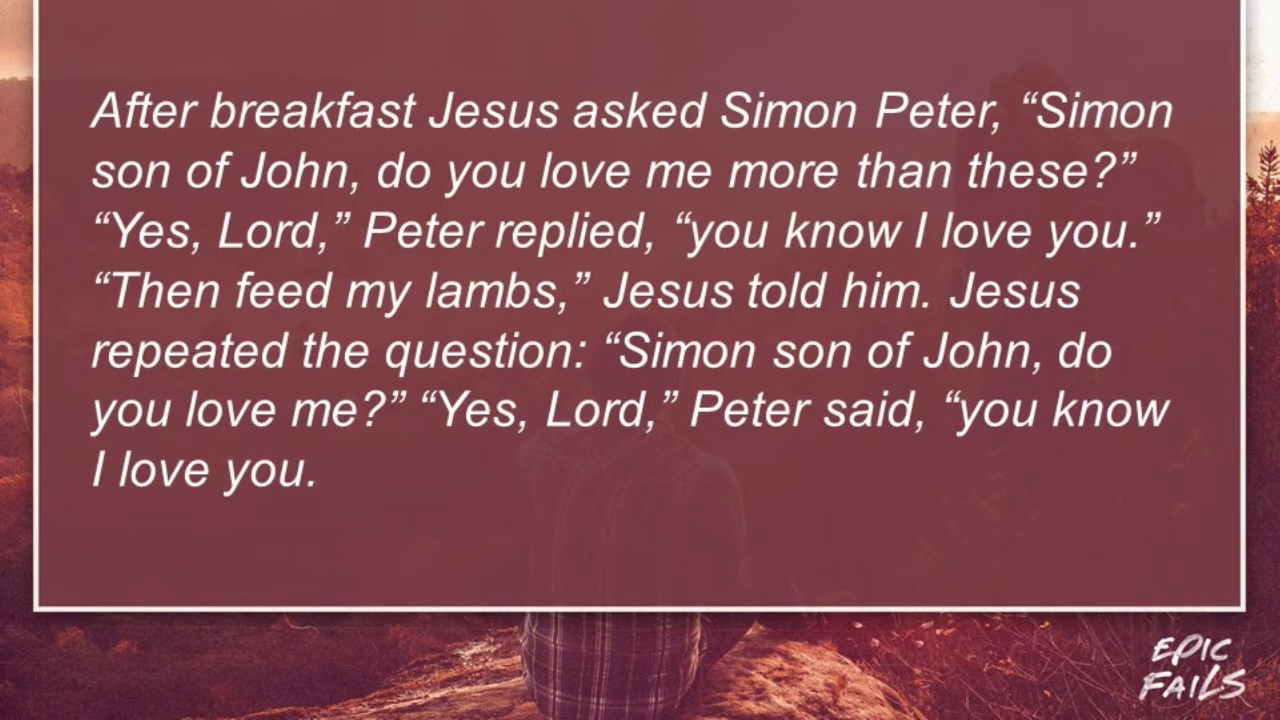 After breakfast Jesus asked Simon Peter, “Simon
son of John, do you love me more than these?”
“Yes, Lord,” Peter replied, “you know I love you.”
“Then feed my lambs,” Jesus told him. Jesus
repeated the question: “Simon son of John, do
you love me?” “Yes, Lord,” Peter said, “you know
I love you.
EPIC
FAILS